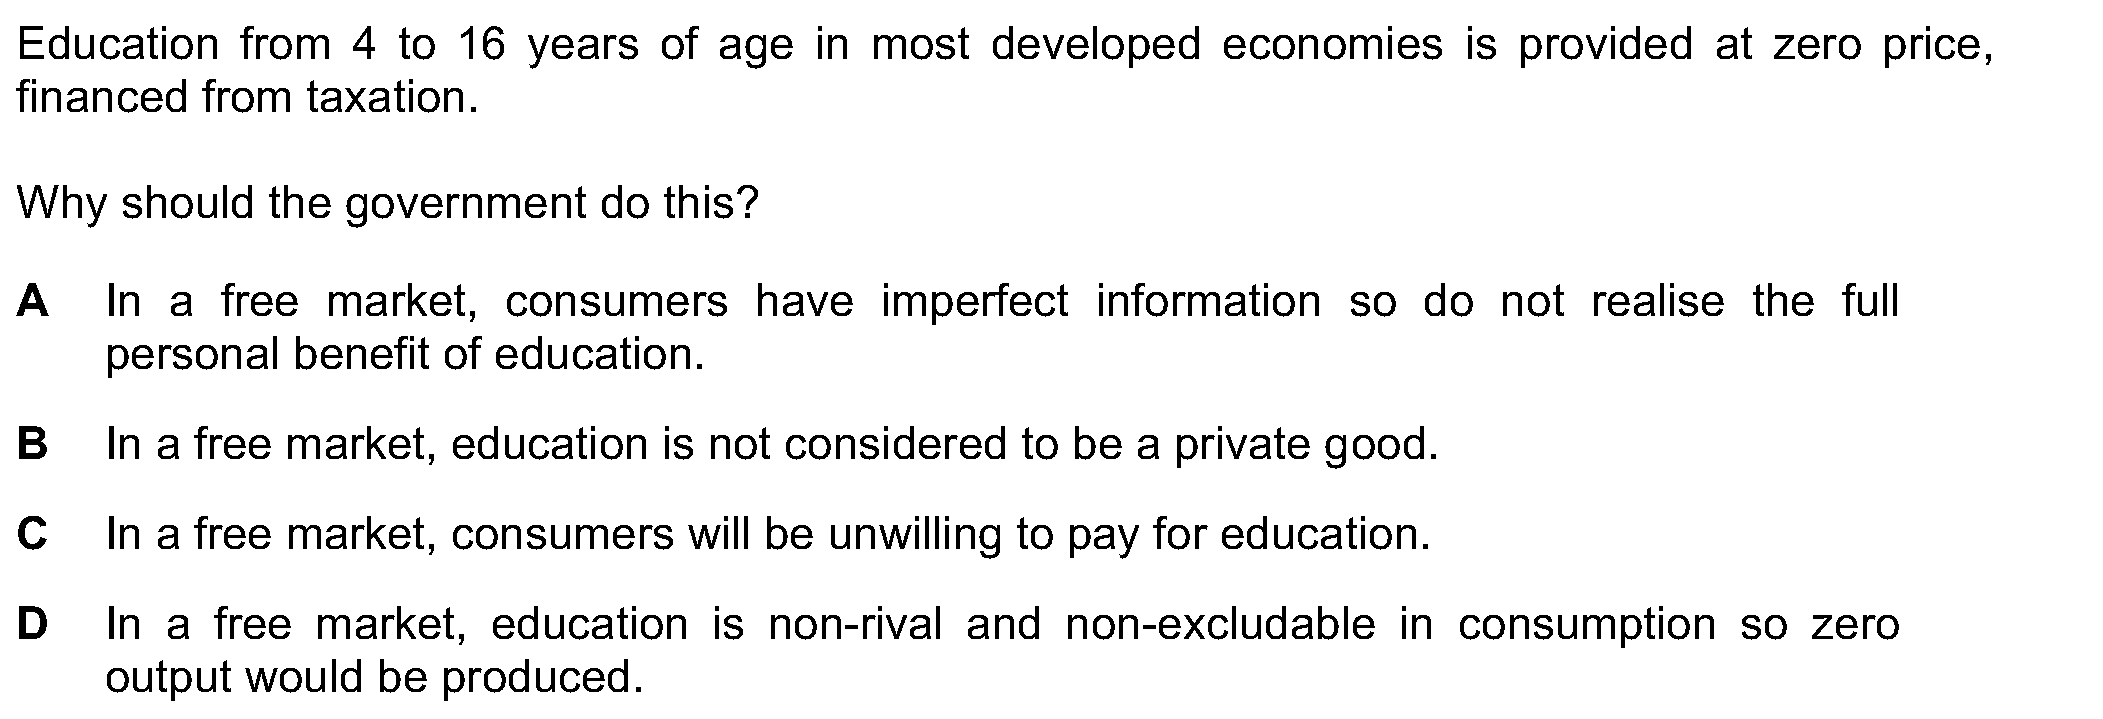 Education from 4 to 16 years of age in most developed economies is provided at zero price,
financed from taxation.
Why should the government do this?
A In a free market, consumers have imperfect information so do not realise the full
personal benefit of education.
B In a free market, education is not considered to be a private good.
C In a free market, consumers will be unwilling to pay for education.
D In a free market, education is non-rival and non-excludable in consumption so zero
output would be produced.